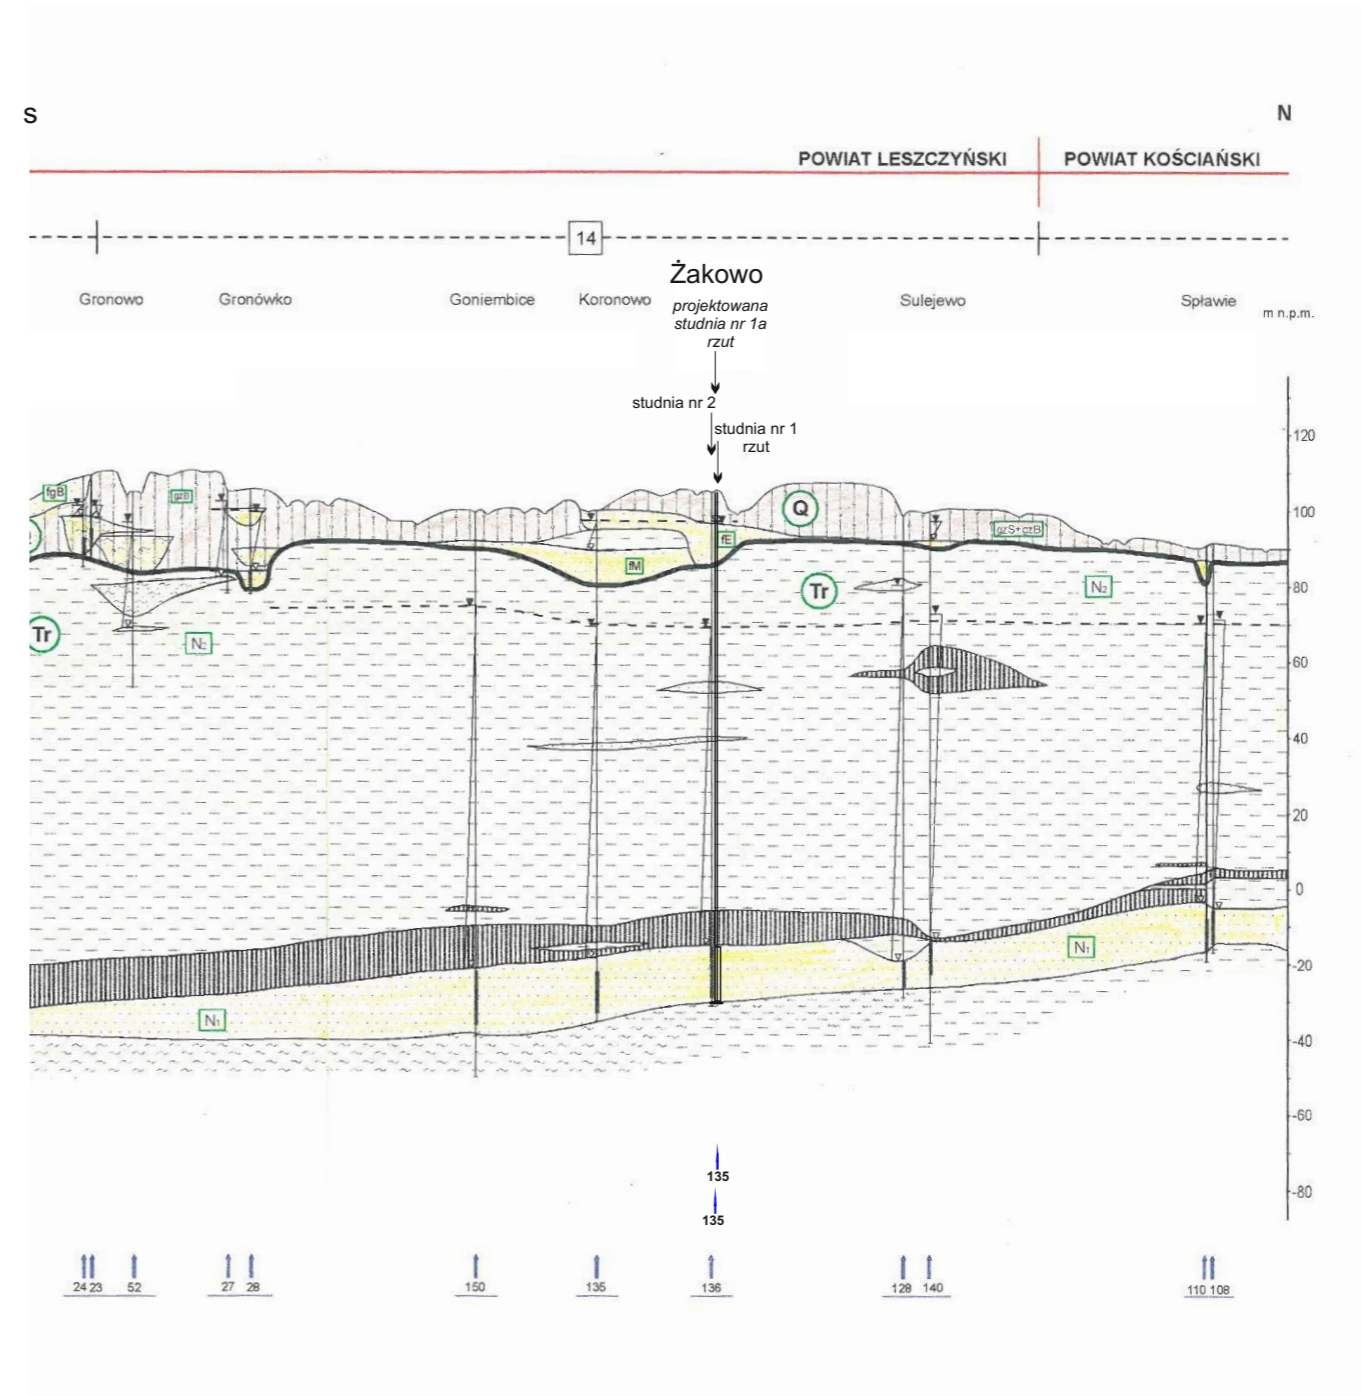 S
N
POWIAT LESZCZYŃSKI
POWIAT KOŚCIAŃSKI
14
Żakowo
Gronowo
Gronówko
Goniembice
Koronowo
Sulejewo
Spławie
projektowana
studnia nr 1a
rzut
m n.p.m.
studnia nr 2
studnia nr 1
rzut
120
100
80
60
40
20
0
-20
-40
-60
-80
fgB
gzB
Q
gzS+gzB
fE
fM
Tr
N2
Tr
N2
N1
N1
135
135
24 23
52
27
28
150
135
136
128
140
110 108